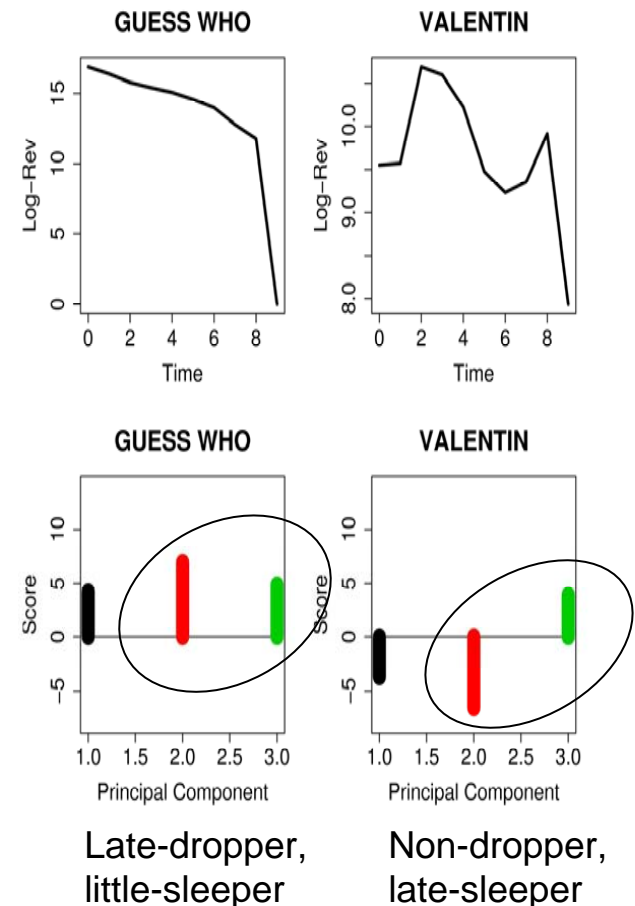 GUESS WHO
VALENTIN
Log-Rev
15
10
5
0
0 2 4 6 8
Time
Log-Rev
10.0
9.0
8.0
0 2 4 6 8
Time
GUESS WHO
VALENTIN
Score
10
5
0
-5
1.0 1.5 2.0 2.5 3.0
Principal Component
Score
10
5
0
-5
1.0 1.5 2.0 2.5 3.0
Principal Component
Late-dropper,
little-sleeper
Non-dropper,
late-sleeper